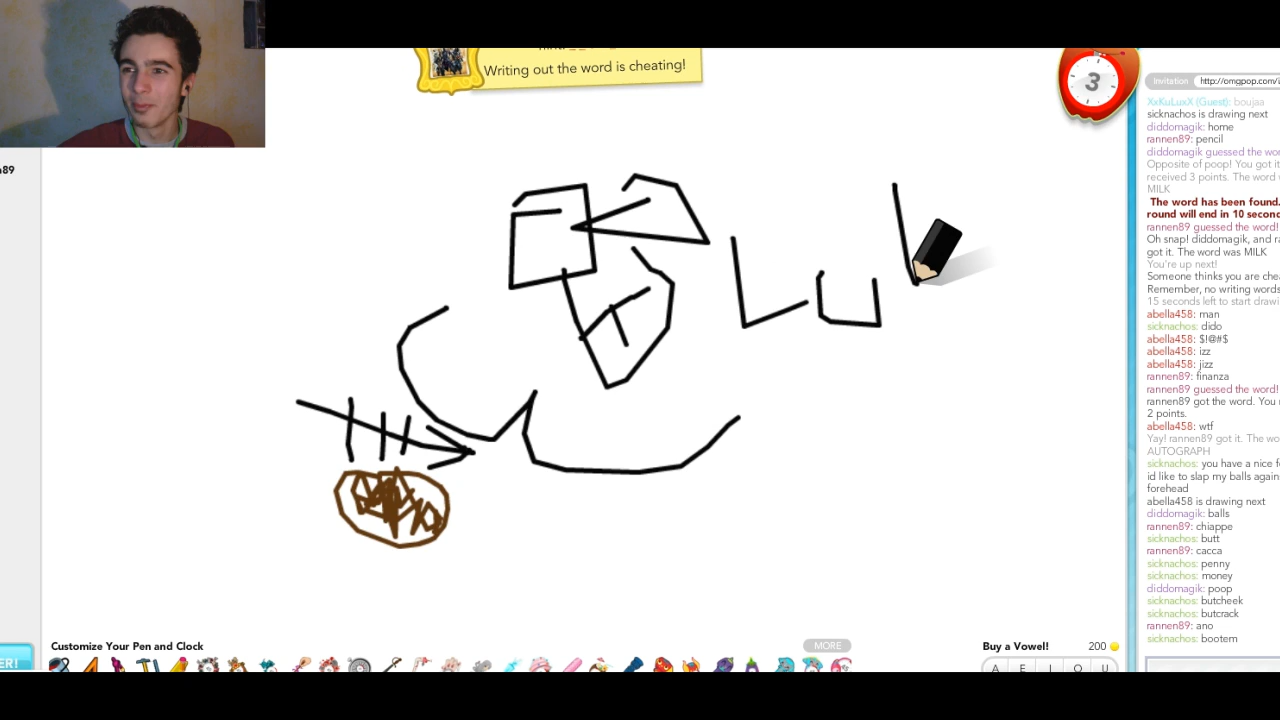 Writing out the word is cheating!
3
Invitation http://omgpop.com/
XxKuLuxX (Guest): boujaa
sicknachos is drawing next
diddomagik: home
rannen89: pencil
diddomagik guessed the
Opposite of poop! You got it
received 3 points. The word
MILK
The word has been found.
round will end in 10
rannen89 guessed the word!
Oh snap! diddomagik, and
got it. The word was MILK
You're up next!
Someone thinks you are
Remember, no writing words
15 seconds left to start
abella458: man
sicknachos: dido
abella458: $!@#$
abella458: izz
abella458: jizz
rannen89: finanza
rannen89 guessed the word!
rannen89 got the word. You
2 points.
abella458: wtf
Yay! rannen89 got it. The
AUTOGRAPH
sicknachos: you have a nice
id like to slap my balls
forehead
abella458 is drawing next
diddomagik: balls
rannen89: chiappe
sicknachos: butt
rannen89: cacca
sicknachos: penny
sicknachos: money
diddomagik: poop
sicknachos: butcheek
sicknachos: butcrack
rannen89: ano
sicknachos: bootem
89
Lu
Customize Your Pen and Clock
MORE
Buy a Vowel! 200
A E I O U
ER!